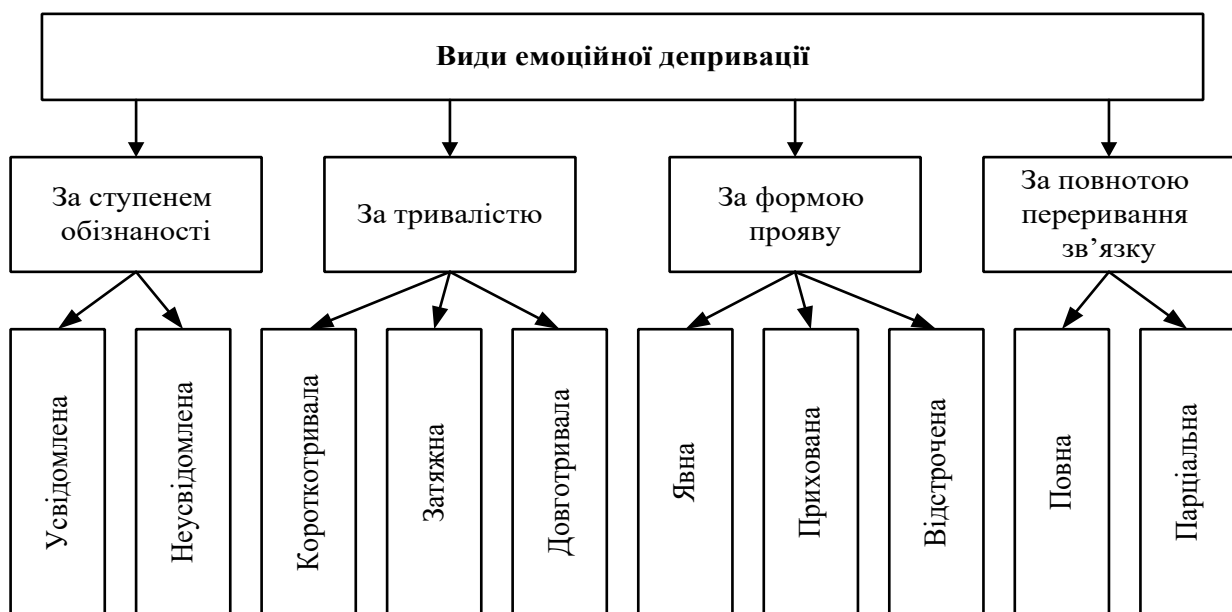 Види емоційної депривації
За ступенем
обізнаності
За тривалістю
За формою
прояву
За повнотою
переривання
зв’язку
Усвідомлена
Неусвідомлена
Короткотривала
Затяжна
Довготривала
Явна
Прихована
Відстрочена
Повна
Парціальна